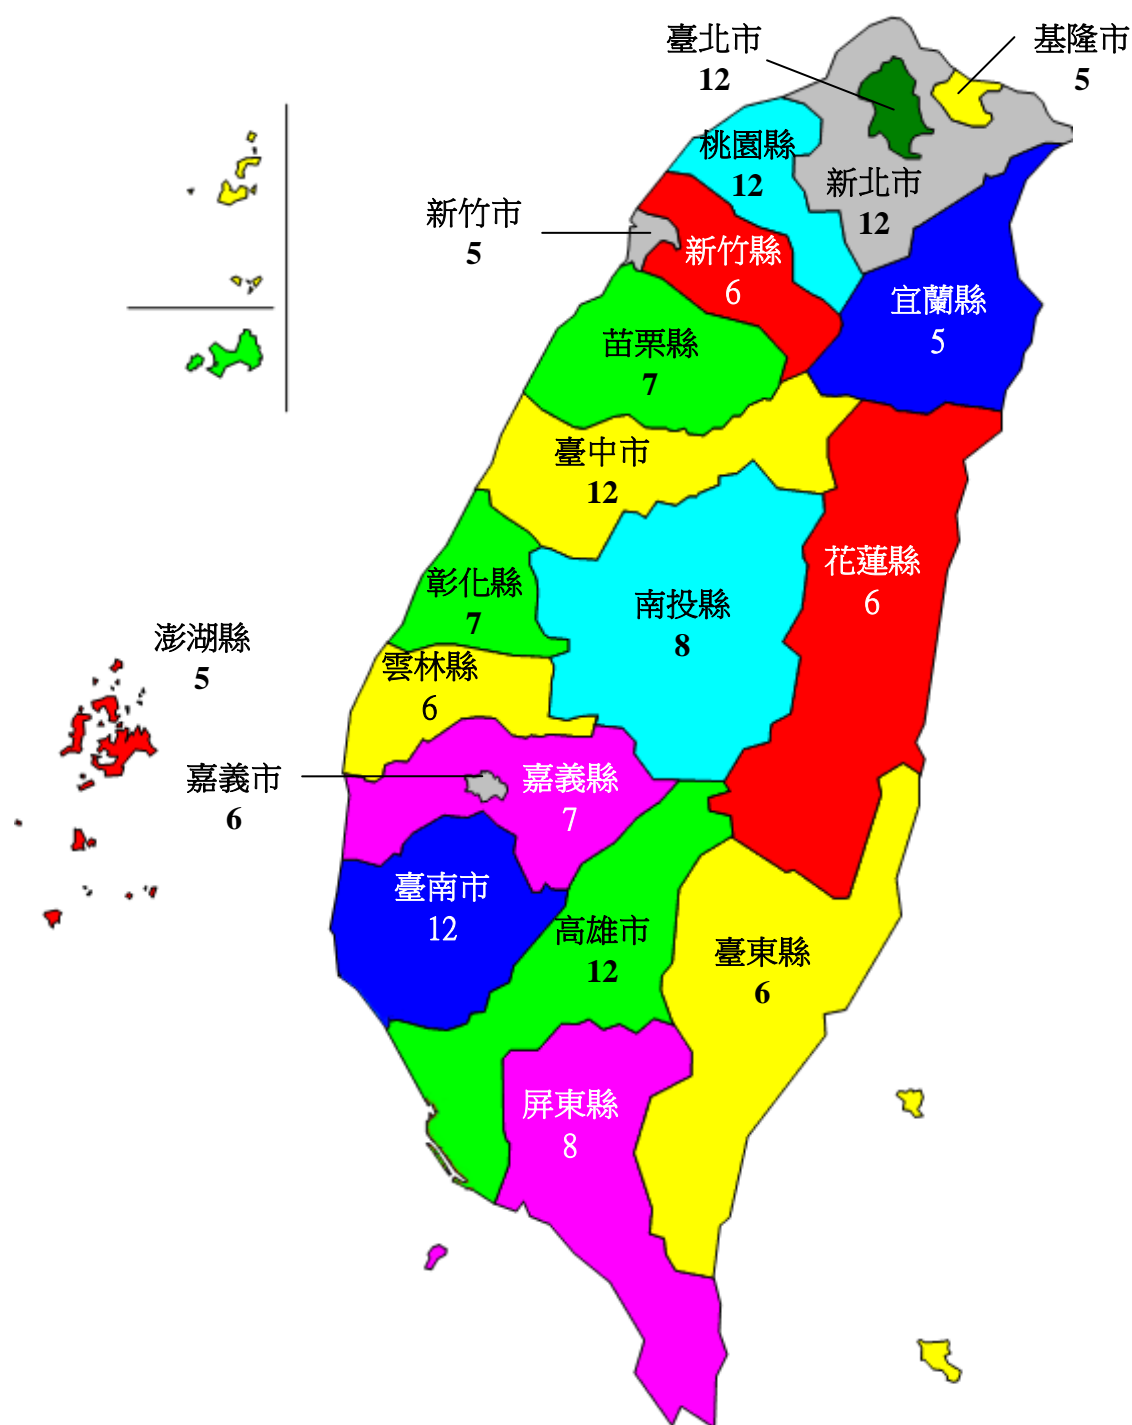 臺北市
12
基隆市
5
桃園縣
12
新北市
12
新竹市
5
新竹縣
6
宜蘭縣
5
苗栗縣
7
臺中市
12
花蓮縣
6
彰化縣
7
南投縣
8
澎湖縣
5
雲林縣
6
嘉義市
6
嘉義縣
7
臺南市
12
高雄市
12
臺東縣
6
屏東縣
8